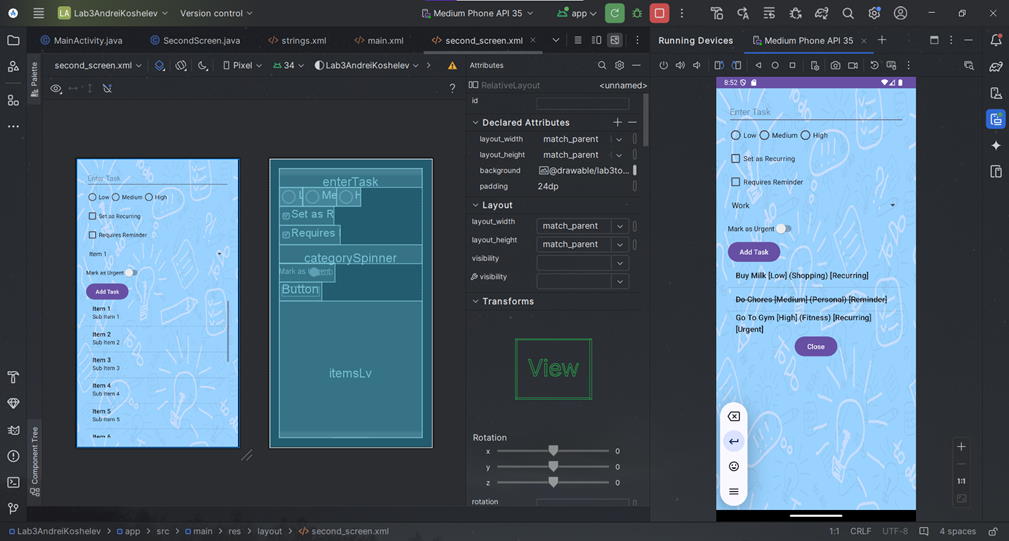 LA Lab3AndreiKoshelev Version control Medium Phone API 35 app
MainActivity.java SecondScreen.java strings.xml main.xml second_screen.xml Running Devices Medium Phone API 35
Palette
second_screen.xml Pixel 34 Lab3AndreiKoshelev
Attributes
RelativeLayout <unnamed>
id
Declared Attributes
layout_width match_parent
layout_height match_parent
background @drawable/lab3to...
padding 24dp
Layout
layout_width match_parent
layout_height match_parent
visibility
visibility
Transforms
View
Rotation
x 0
y 0
z 0
rotation
Enter Task
Low Medium High
Set as Recurring
Requires Reminder
Item 1
Mark as Urgent
Add Task
Item 1
Sub Item 1
Item 2
Sub Item 2
Item 3
Sub Item 3
Item 4
Sub Item 4
Item 5
Sub Item 5
Item 6
enterTask
L Me H
Set as R
Requires
categorySpinner
Mark as Urgent
Button
itemsLv
Component Tree
8:52
Enter Task
Low Medium High
Set as Recurring
Requires Reminder
Work
Mark as Urgent
Add Task
Buy Milk [Low] (Shopping) [Recurring]
Do Chores [Medium] (Personal) [Reminder]
Go To Gym [High] (Fitness) [Recurring]
[Urgent]
Close
1:1
Lab3AndreiKoshelev app src main res layout second_screen.xml 1:1 CRLF UTF-8 4 spaces